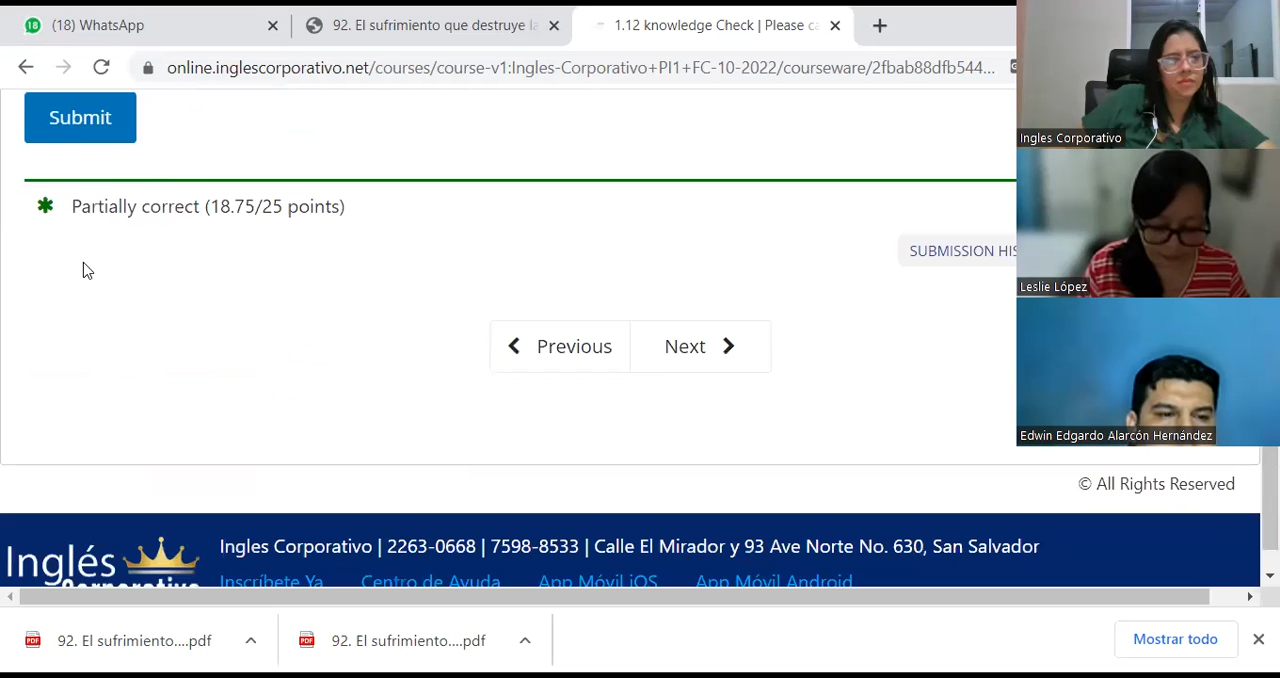 18
(18) WhatsApp
92. El sufrimiento que destruye la
1.12 knowledge Check | Please ca
online.inglescorporativo.net/courses/course-v1:Ingles-Corporativo+PI1+FC-10-2022/courseware/2fbab88dfb544...
Submit
Partially correct (18.75/25 points)
SUBMISSION HIS
Previous
Next
Ingles Corporativo
Leslie López
Edwin Edgardo Alarcón Hernández
© All Rights Reserved
Inglés
Corporativo
Ingles Corporativo | 2263-0668 | 7598-8533 | Calle El Mirador y 93 Ave Norte No. 630, San Salvador
Inscríbete Ya Centro de Ayuda App Móvil iOS App Móvil Android
PDF 92. El sufrimiento....pdf
PDF 92. El sufrimiento....pdf
Mostrar todo